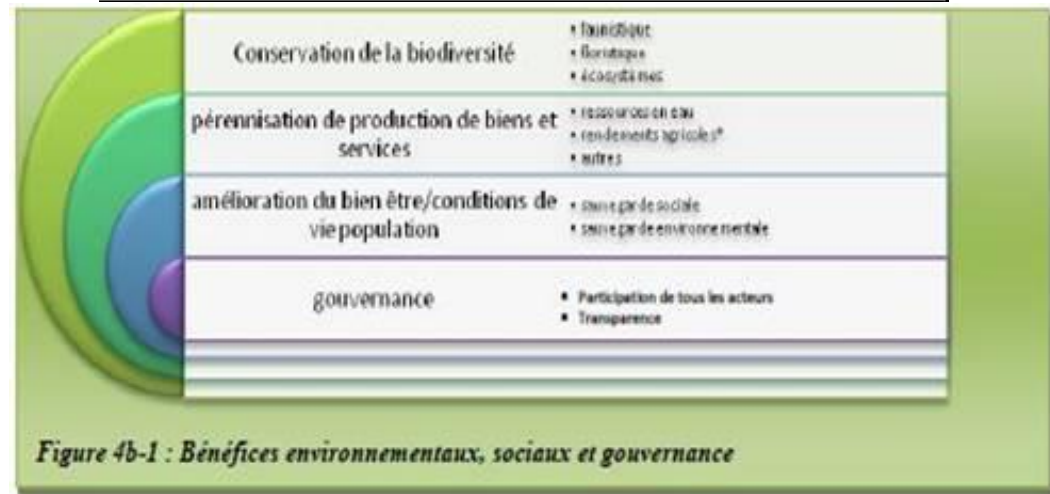 Conservation de la biodiversité
• faunistique
• floristique
• écosystèmes
pérennisation de production de biens et
services
• ressources en eau
• rendements agricoles*
• autres
amélioration du bien être/conditions de
vie population
• sauvegarde sociale
• sauvegarde environnementale
gouvernance
▪ Participation de tous les acteurs
▪ Transparence
Figure 4b-1 : Bénéfices environnementaux, sociaux et gouvernance